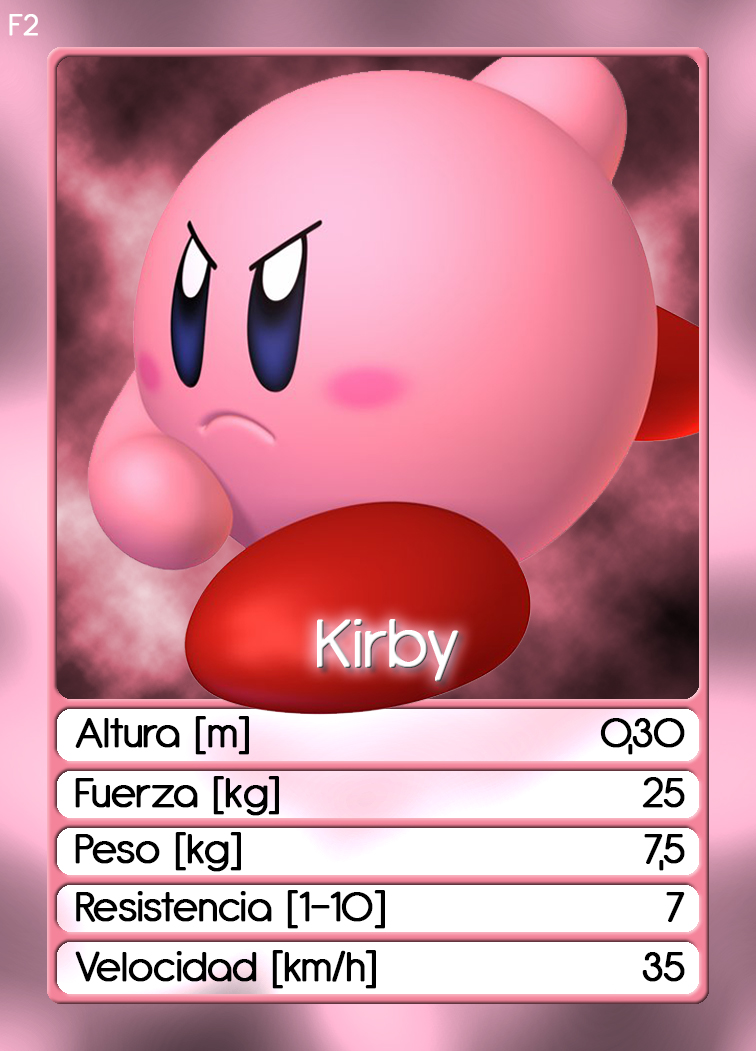 F2
Kirby
Altura [m] 0,30
Fuerza [kg] 25
Peso [kg] 7,5
Resistencia [1-10] 7
Velocidad [km/h] 35